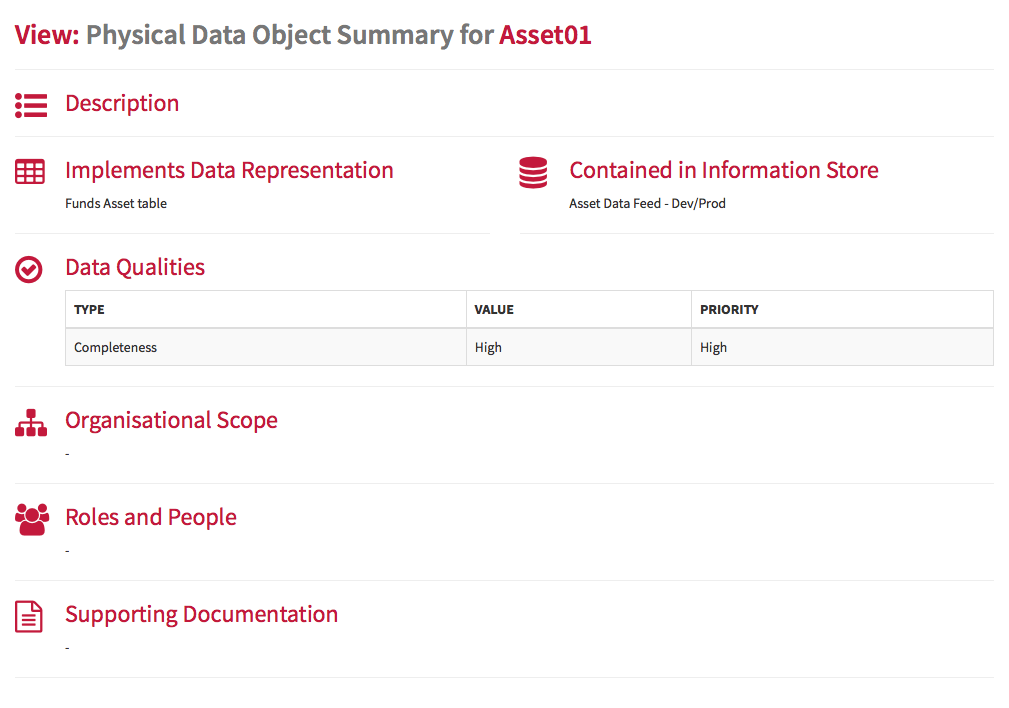 View: Physical Data Object Summary for Asset01
Description
Implements Data Representation
Funds Asset table
Contained in Information Store
Asset Data Feed - Dev/Prod
Data Qualities
TYPE VALUE PRIORITY
Completeness High High
Organisational Scope
-
Roles and People
-
Supporting Documentation
-